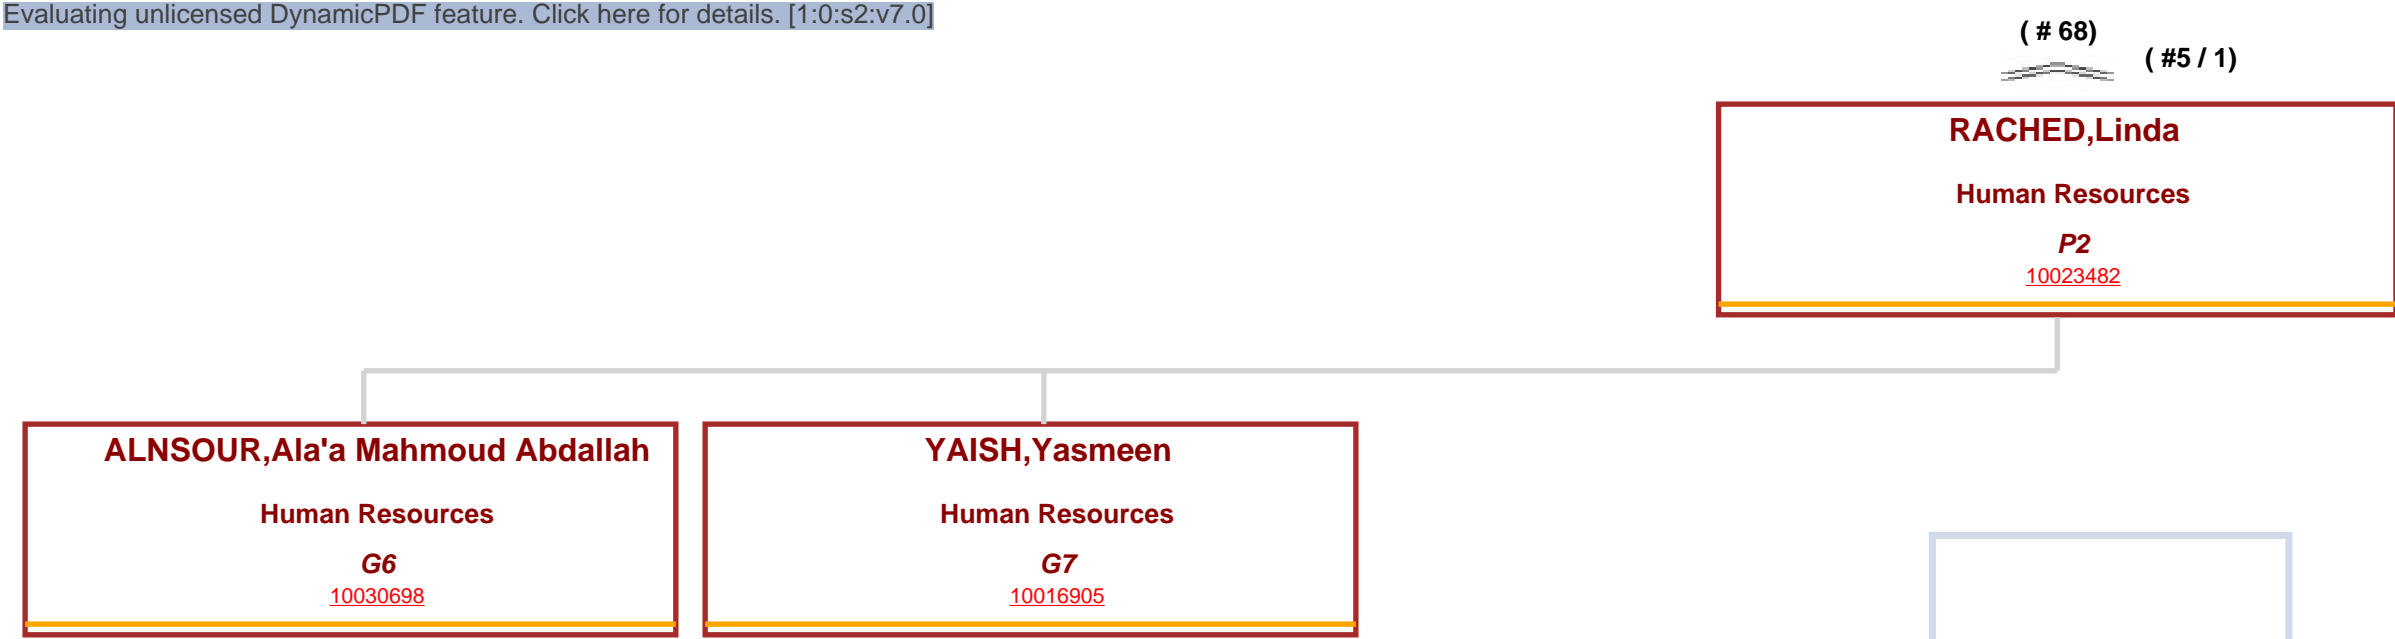 Evaluating unlicensed DynamicPDF feature. Click here for details. [1:0:s2:v7.0]
( # 68)
( #5 / 1)
RACHED,Linda
Human Resources
P2
10023482
ALNSOUR,Ala'a Mahmoud Abdallah
Human Resources
G6
10030698
YAISH,Yasmeen
Human Resources
G7
10016905